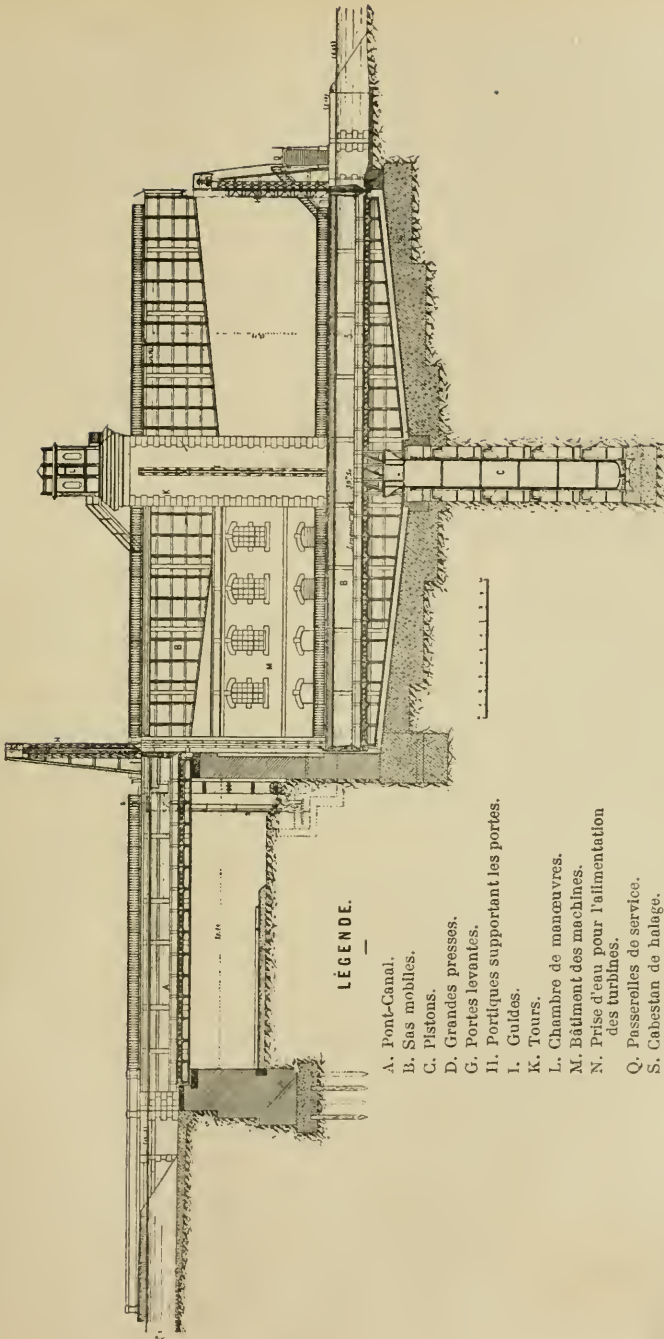 LÉGENDE.
A. Pont-Canal.
B. Sas mobiles.
C. Pistons.
D. Grandes presses.
G. Portes levantes.
H. Portiques supportant les portes.
I. Guides.
K. Tours.
L. Chambre de manœuvres.
M. Bâtiment des machines.
N. Prise d'eau pour l'alimentation
des turbines.
Q. Passerelles de service.
S. Cabestan de halage.
A
B
K
L
M
B
C